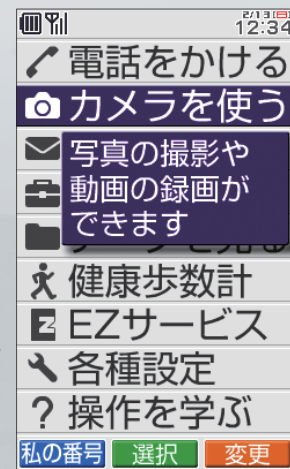 2/13(日)
12:34
電話をかける
カメラを使う
写真の撮影や
動画の録画が
できます
健康歩数計
EZサービス
各種設定
操作を学ぶ
私の番号 選択 変更